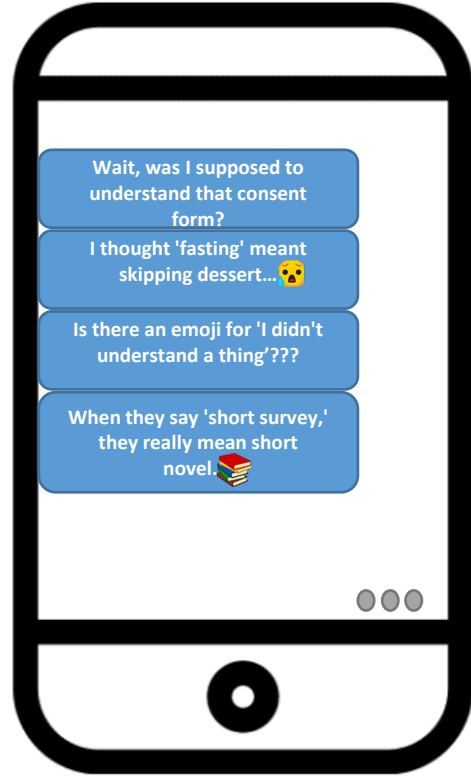 Wait, was I supposed to
understand that consent
form?
I thought 'fasting' meant
skipping dessert…😰
Is there an emoji for 'I didn't
understand a thing’???
When they say 'short survey,'
they really mean short
novel.📚